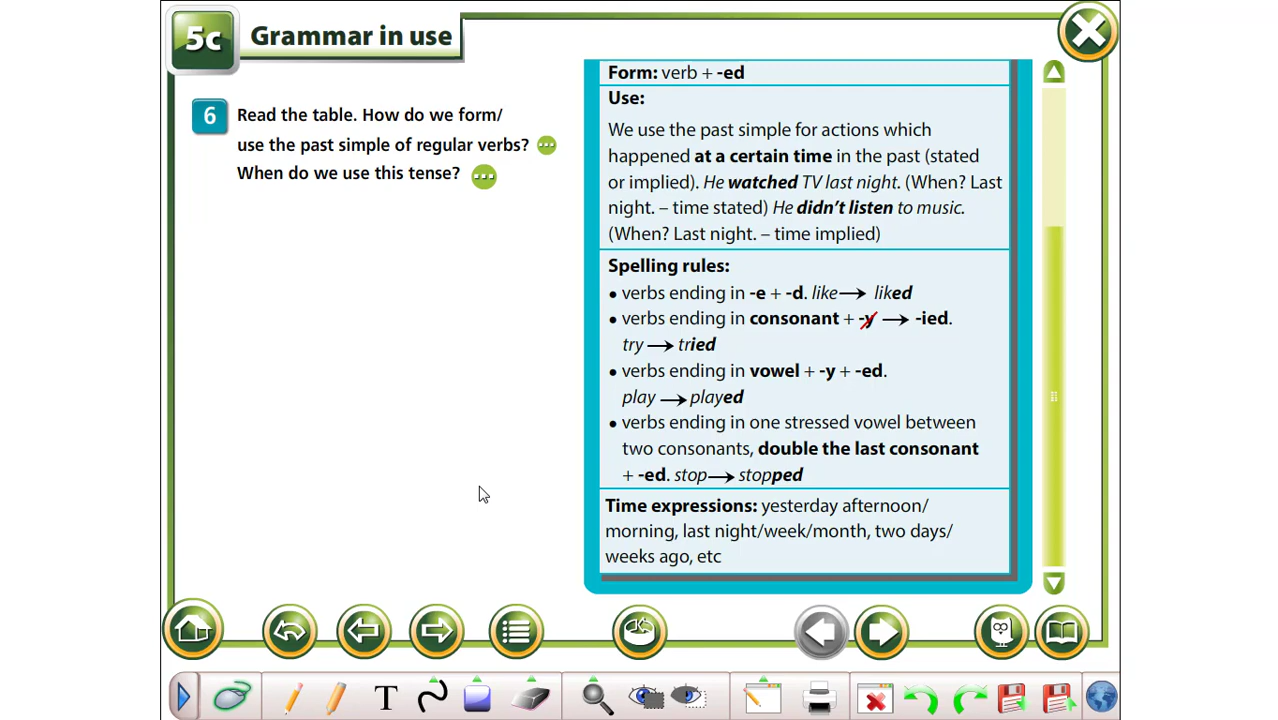 5c Grammar in use
6 Read the table. How do we form/
use the past simple of regular verbs?
When do we use this tense?
Form: verb + -ed
Use:
We use the past simple for actions which
happened at a certain time in the past (stated
or implied). He watched TV last night. (When? Last
night. – time stated) He didn't listen to music.
(When? Last night. – time implied)
Spelling rules:
• verbs ending in -e + -d. like → liked
• verbs ending in consonant + -y → -ied.
try → tried
• verbs ending in vowel + -y + -ed.
play → played
• verbs ending in one stressed vowel between
two consonants, double the last consonant
+ -ed. stop → stopped
Time expressions: yesterday afternoon/
morning, last night/week/month, two days/
weeks ago, etc
T